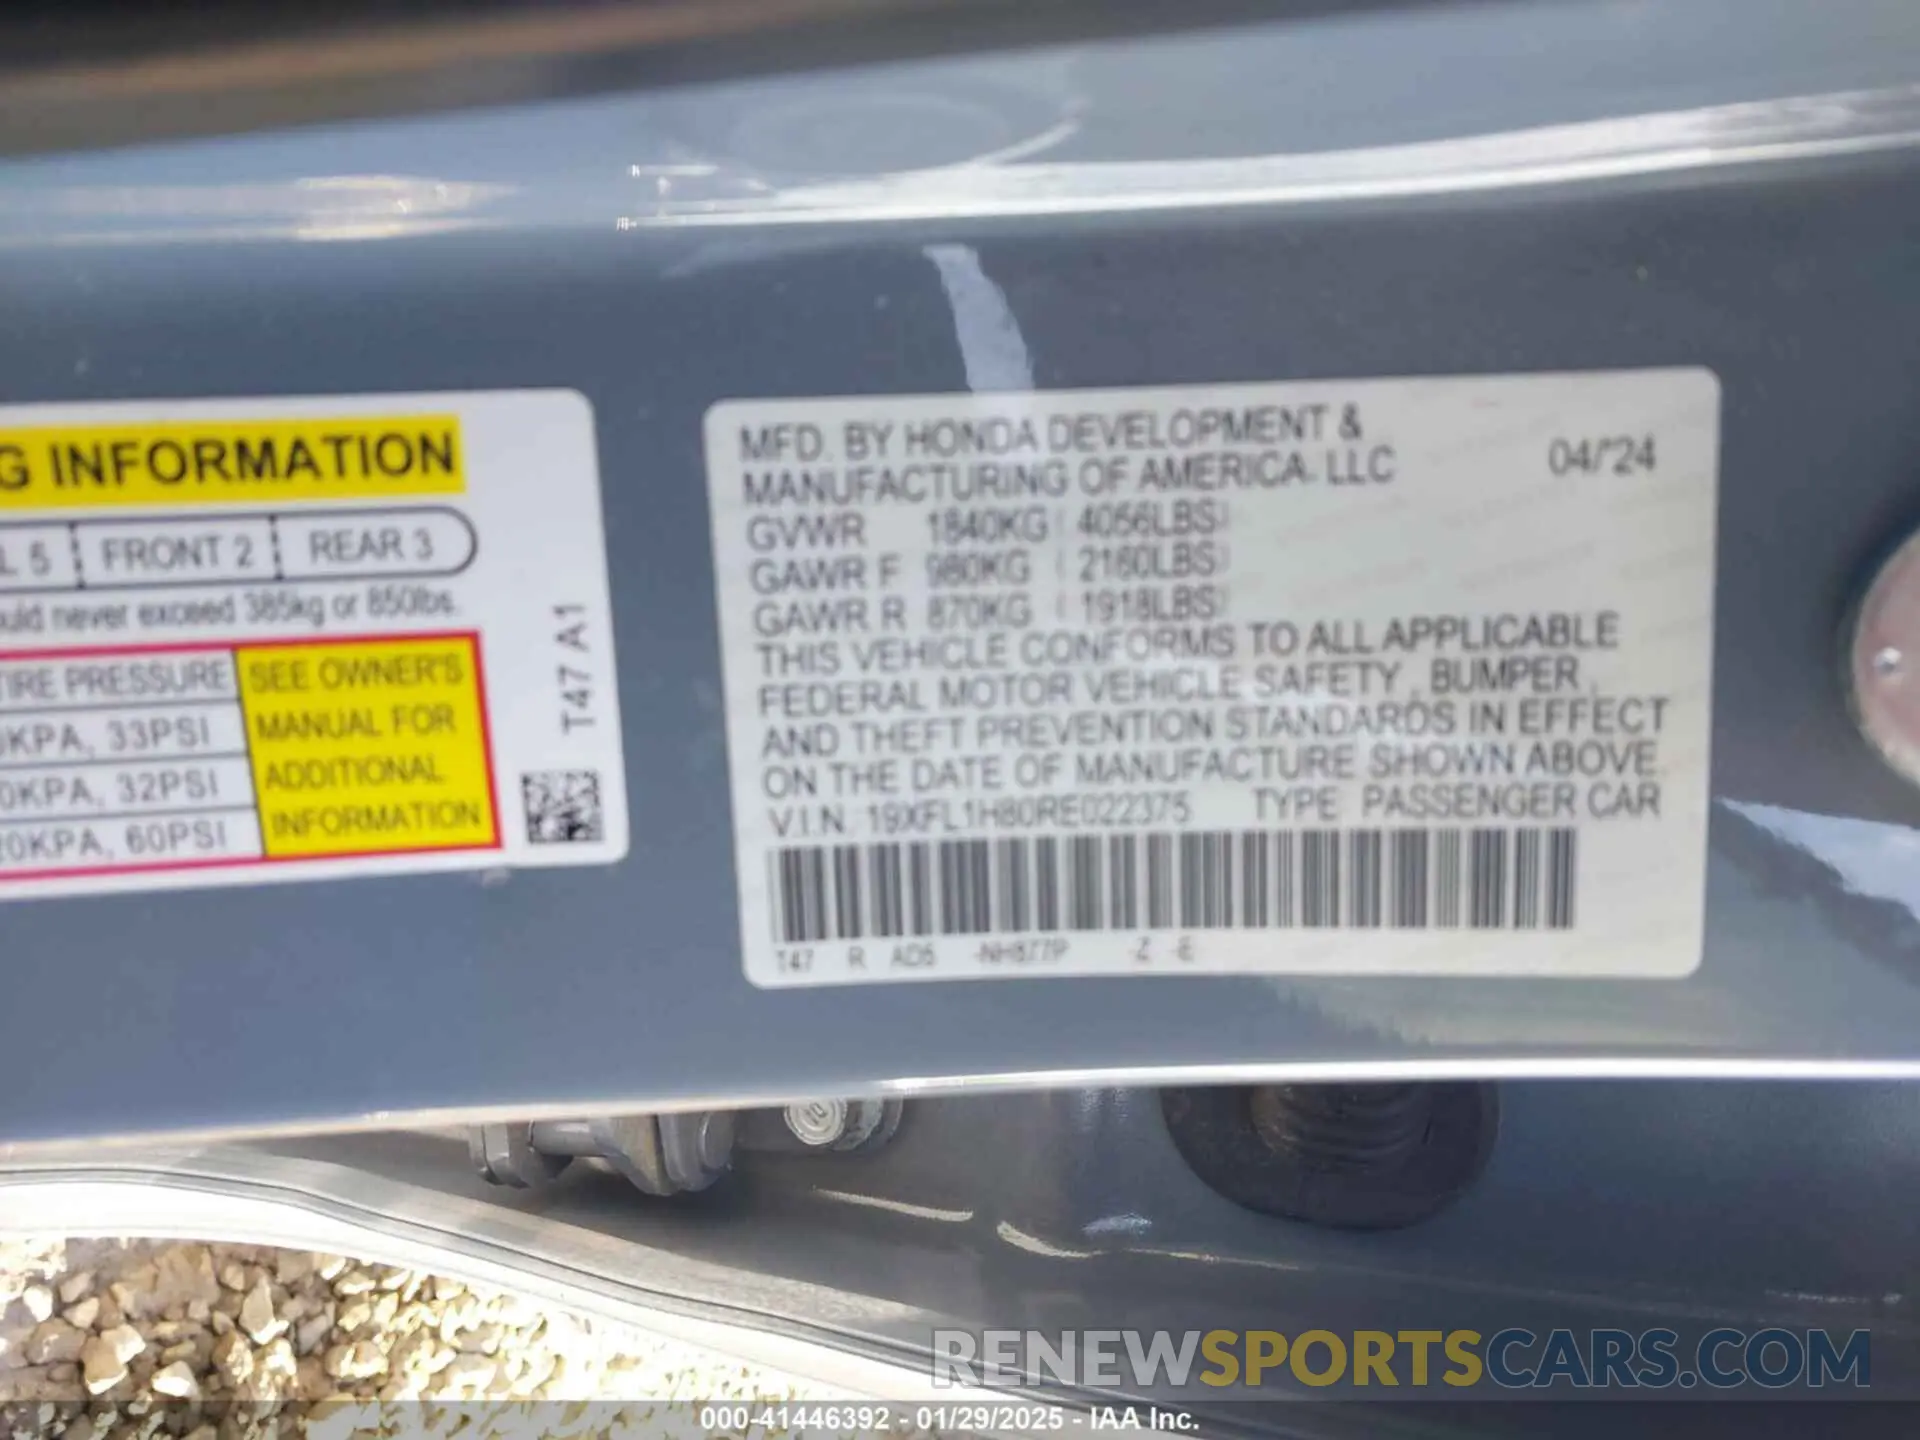 G INFORMATION
L 5 FRONT 2 REAR 3
uld never exceed 385kg or 850lbs.
TIRE PRESSURE
KPA, 33PSI
0KPA, 32PSI
20KPA, 60PSI
SEE OWNER'S
MANUAL FOR
ADDITIONAL
INFORMATION
T47 A1
MFD. BY HONDA DEVELOPMENT &
MANUFACTURING OF AMERICA. LLC 04/'24
GVWR 1840KG ( 4056LBS)
GAWR F 980KG ( 2160LBS)
GAWR R 870KG ( 1918LBS)
THIS VEHICLE CONFORMS TO ALL APPLICABLE
FEDERAL MOTOR VEHICLE SAFETY , BUMPER ,
AND THEFT PREVENTION STANDARDS IN EFFECT
ON THE DATE OF MANUFACTURE SHOWN ABOVE
V.I.N. 19XFL1H80RE022375 TYPE PASSENGER CAR
T47 R AD5 -NH877P -Z -E
RENEWSPORTSCARS.COM
000-41446392 - 01/29/2025 - IAA Inc.